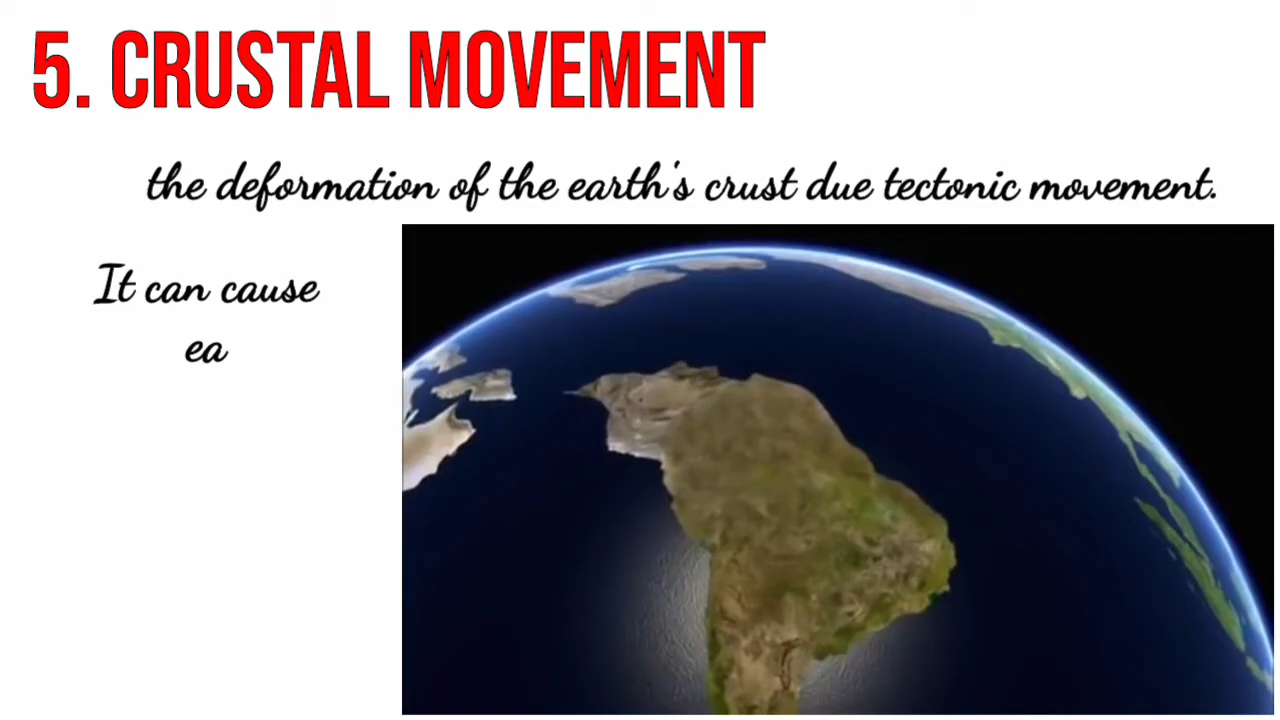 5. CRUSTAL MOVEMENT
the deformation of the earth's crust due tectonic movement.
It can cause
ea